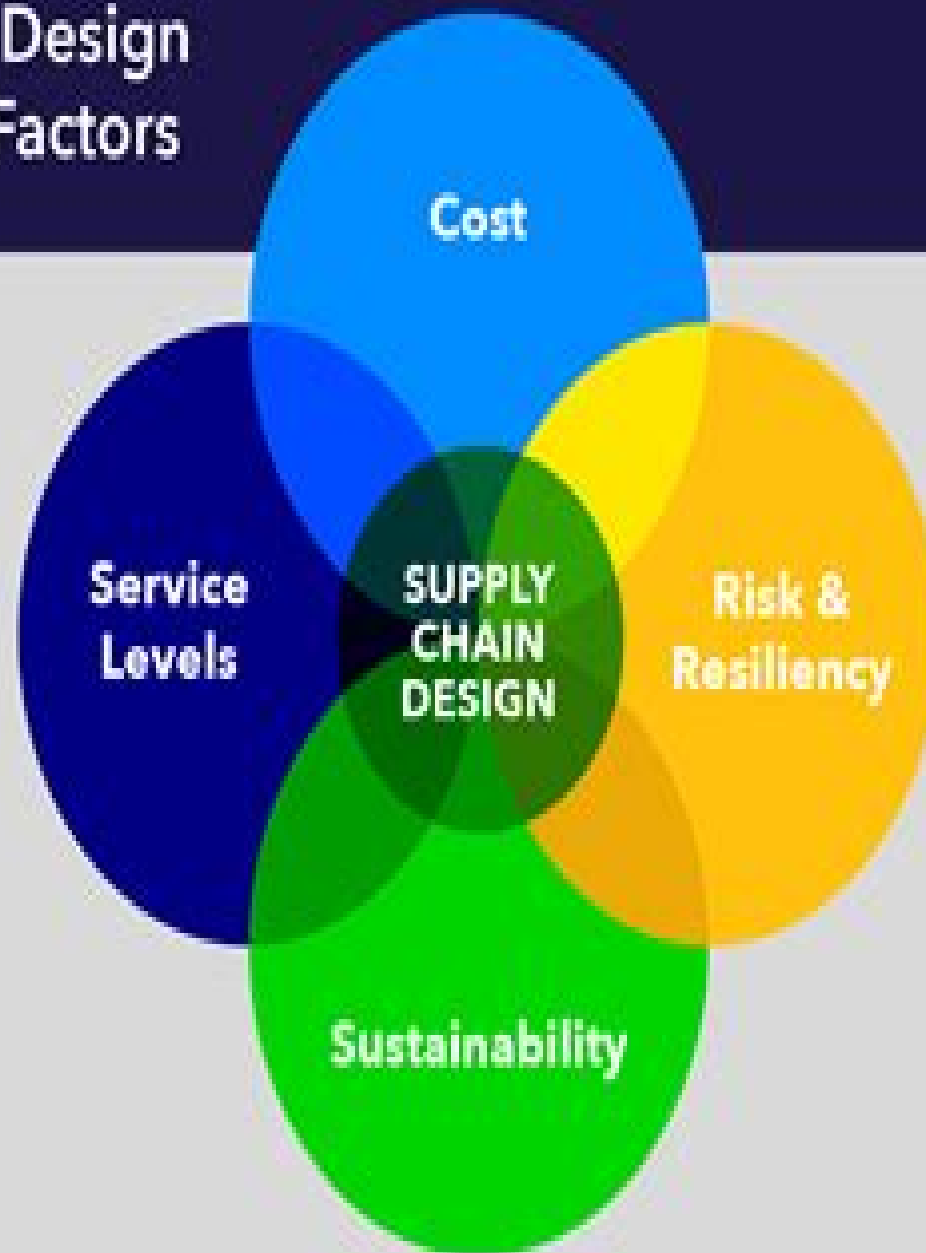 Design
Factors
Cost
Service
Levels
SUPPLY
CHAIN
DESIGN
Risk &
Resiliency
Sustainability